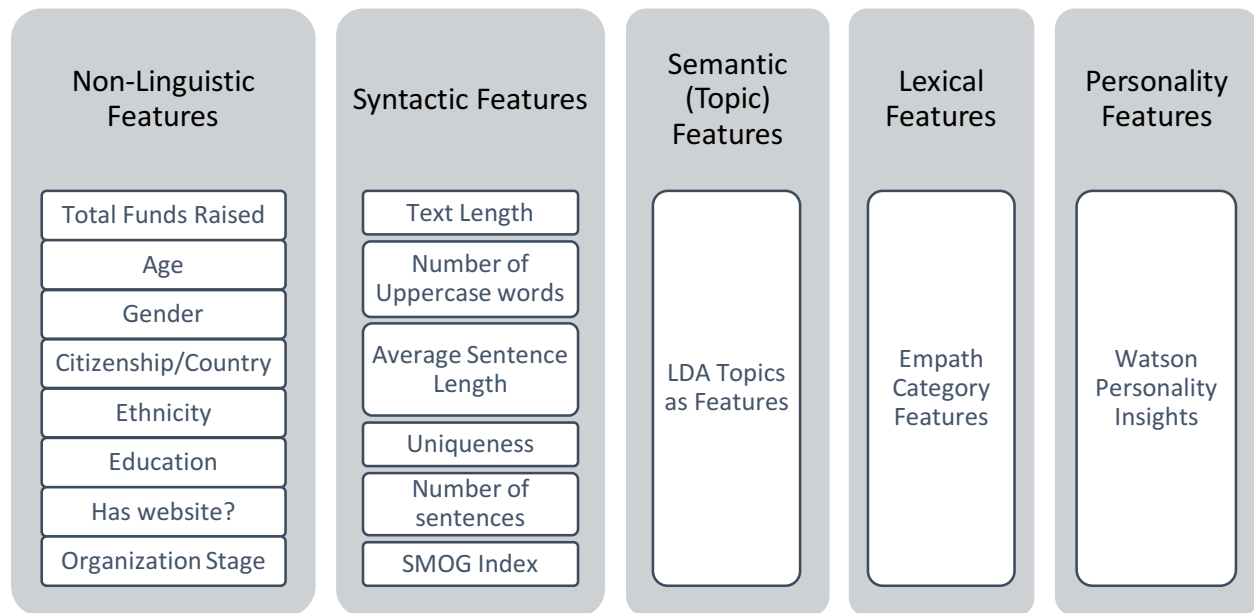 Non-Linguistic
Features
Total Funds Raised
Age
Gender
Citizenship/Country
Ethnicity
Education
Has website?
Organization Stage
Syntactic Features
Text Length
Number of
Uppercase words
Average Sentence
Length
Uniqueness
Number of
sentences
SMOG Index
Semantic
(Topic)
Features
LDA Topics
as Features
Lexical
Features
Empath
Category
Features
Personality
Features
Watson
Personality
Insights